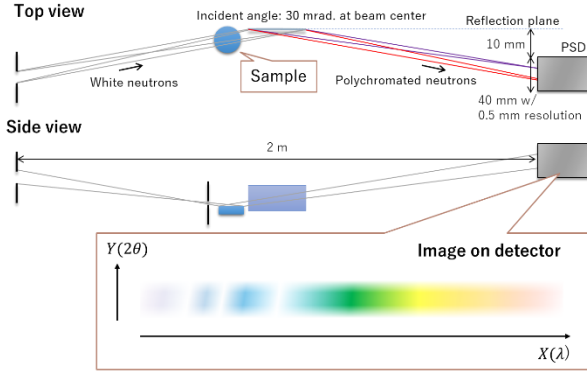 Top view
Incident angle: 30 mrad. at beam center
Reflection plane
10 mm
PSD
Sample
White neutrons
Polychromated neutrons
40 mm w/
0.5 mm resolution
Side view
2 m
Y(2θ)
Image on detector
X(λ)